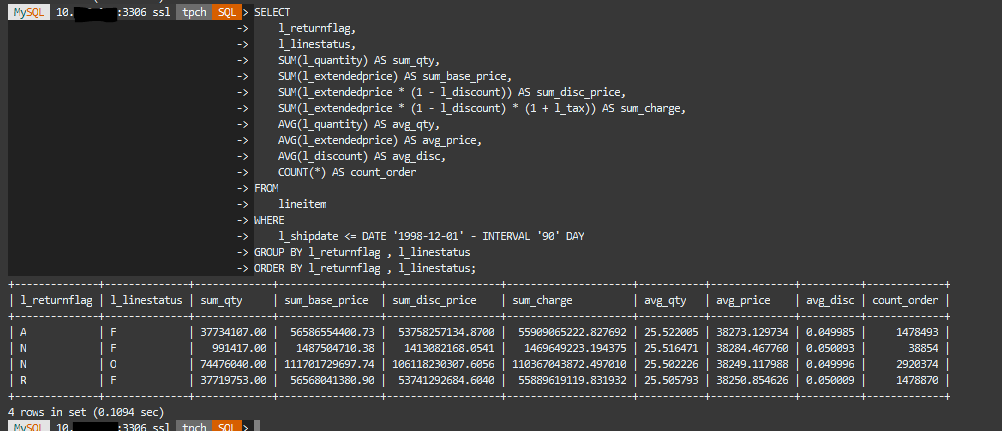 MySQL 10. :3306 ssl tpch SQL > SELECT
-> l_returnflag,
-> l_linestatus,
-> SUM(l_quantity) AS sum_qty,
-> SUM(l_extendedprice) AS sum_base_price,
-> SUM(l_extendedprice * (1 - l_discount)) AS sum_disc_price,
-> SUM(l_extendedprice * (1 - l_discount) * (1 + l_tax)) AS sum_charge,
-> AVG(l_quantity) AS avg_qty,
-> AVG(l_extendedprice) AS avg_price,
-> AVG(l_discount) AS avg_disc,
-> COUNT(*) AS count_order
-> FROM
-> lineitem
-> WHERE
-> l_shipdate <= DATE '1998-12-01' - INTERVAL '90' DAY
-> GROUP BY l_returnflag , l_linestatus
-> ORDER BY l_returnflag , l_linestatus;
| l_returnflag | l_linestatus | sum_qty | sum_base_price | sum_disc_price | sum_charge | avg_qty | avg_price | avg_disc | count_order |
| A | F | 37734107.00 | 56586554400.73 | 53758257134.8700 | 55909065222.827692 | 25.522005 | 38273.129734 | 0.049985 | 1478493 |
| N | F | 991417.00 | 1487504710.38 | 1413082168.0541 | 1469649223.194375 | 25.516471 | 38284.467760 | 0.050093 | 38854 |
| N | O | 74476040.00 | 111701729697.74 | 106118230307.6056 | 110367043872.497010 | 25.502226 | 38249.117988 | 0.049996 | 2920374 |
| R | F | 37719753.00 | 56568041380.90 | 53741292684.6040 | 55889619119.831932 | 25.505793 | 38250.854626 | 0.050009 | 1478870 |
4 rows in set (0.1094 sec)
MySQL 10. :3306 ssl tpch SQL >